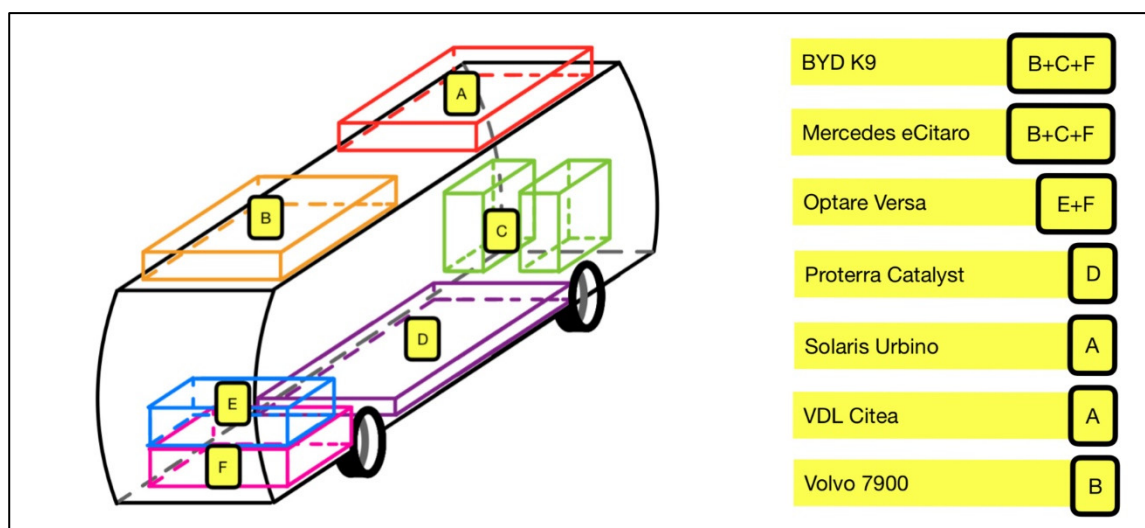 A
B
C
D
E
F
BYD K9 B+C+F
Mercedes eCitaro B+C+F
Optare Versa E+F
Proterra Catalyst D
Solaris Urbino A
VDL Citea A
Volvo 7900 B